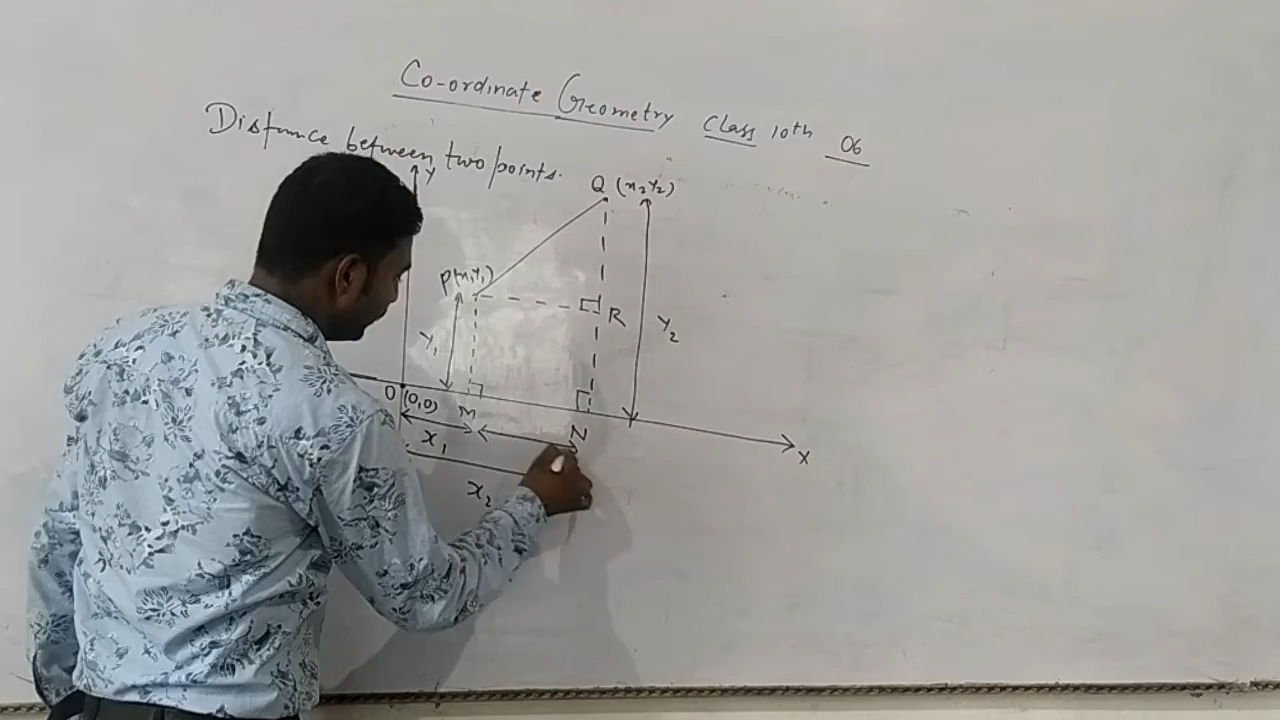 Co-ordinate Geometry Class 10th 06
Distance between two points.
Y
Q (x2 Y2)
P(x1 Y1)
R
Y1
Y2
O (0,0)
M
N
X
x1
x2